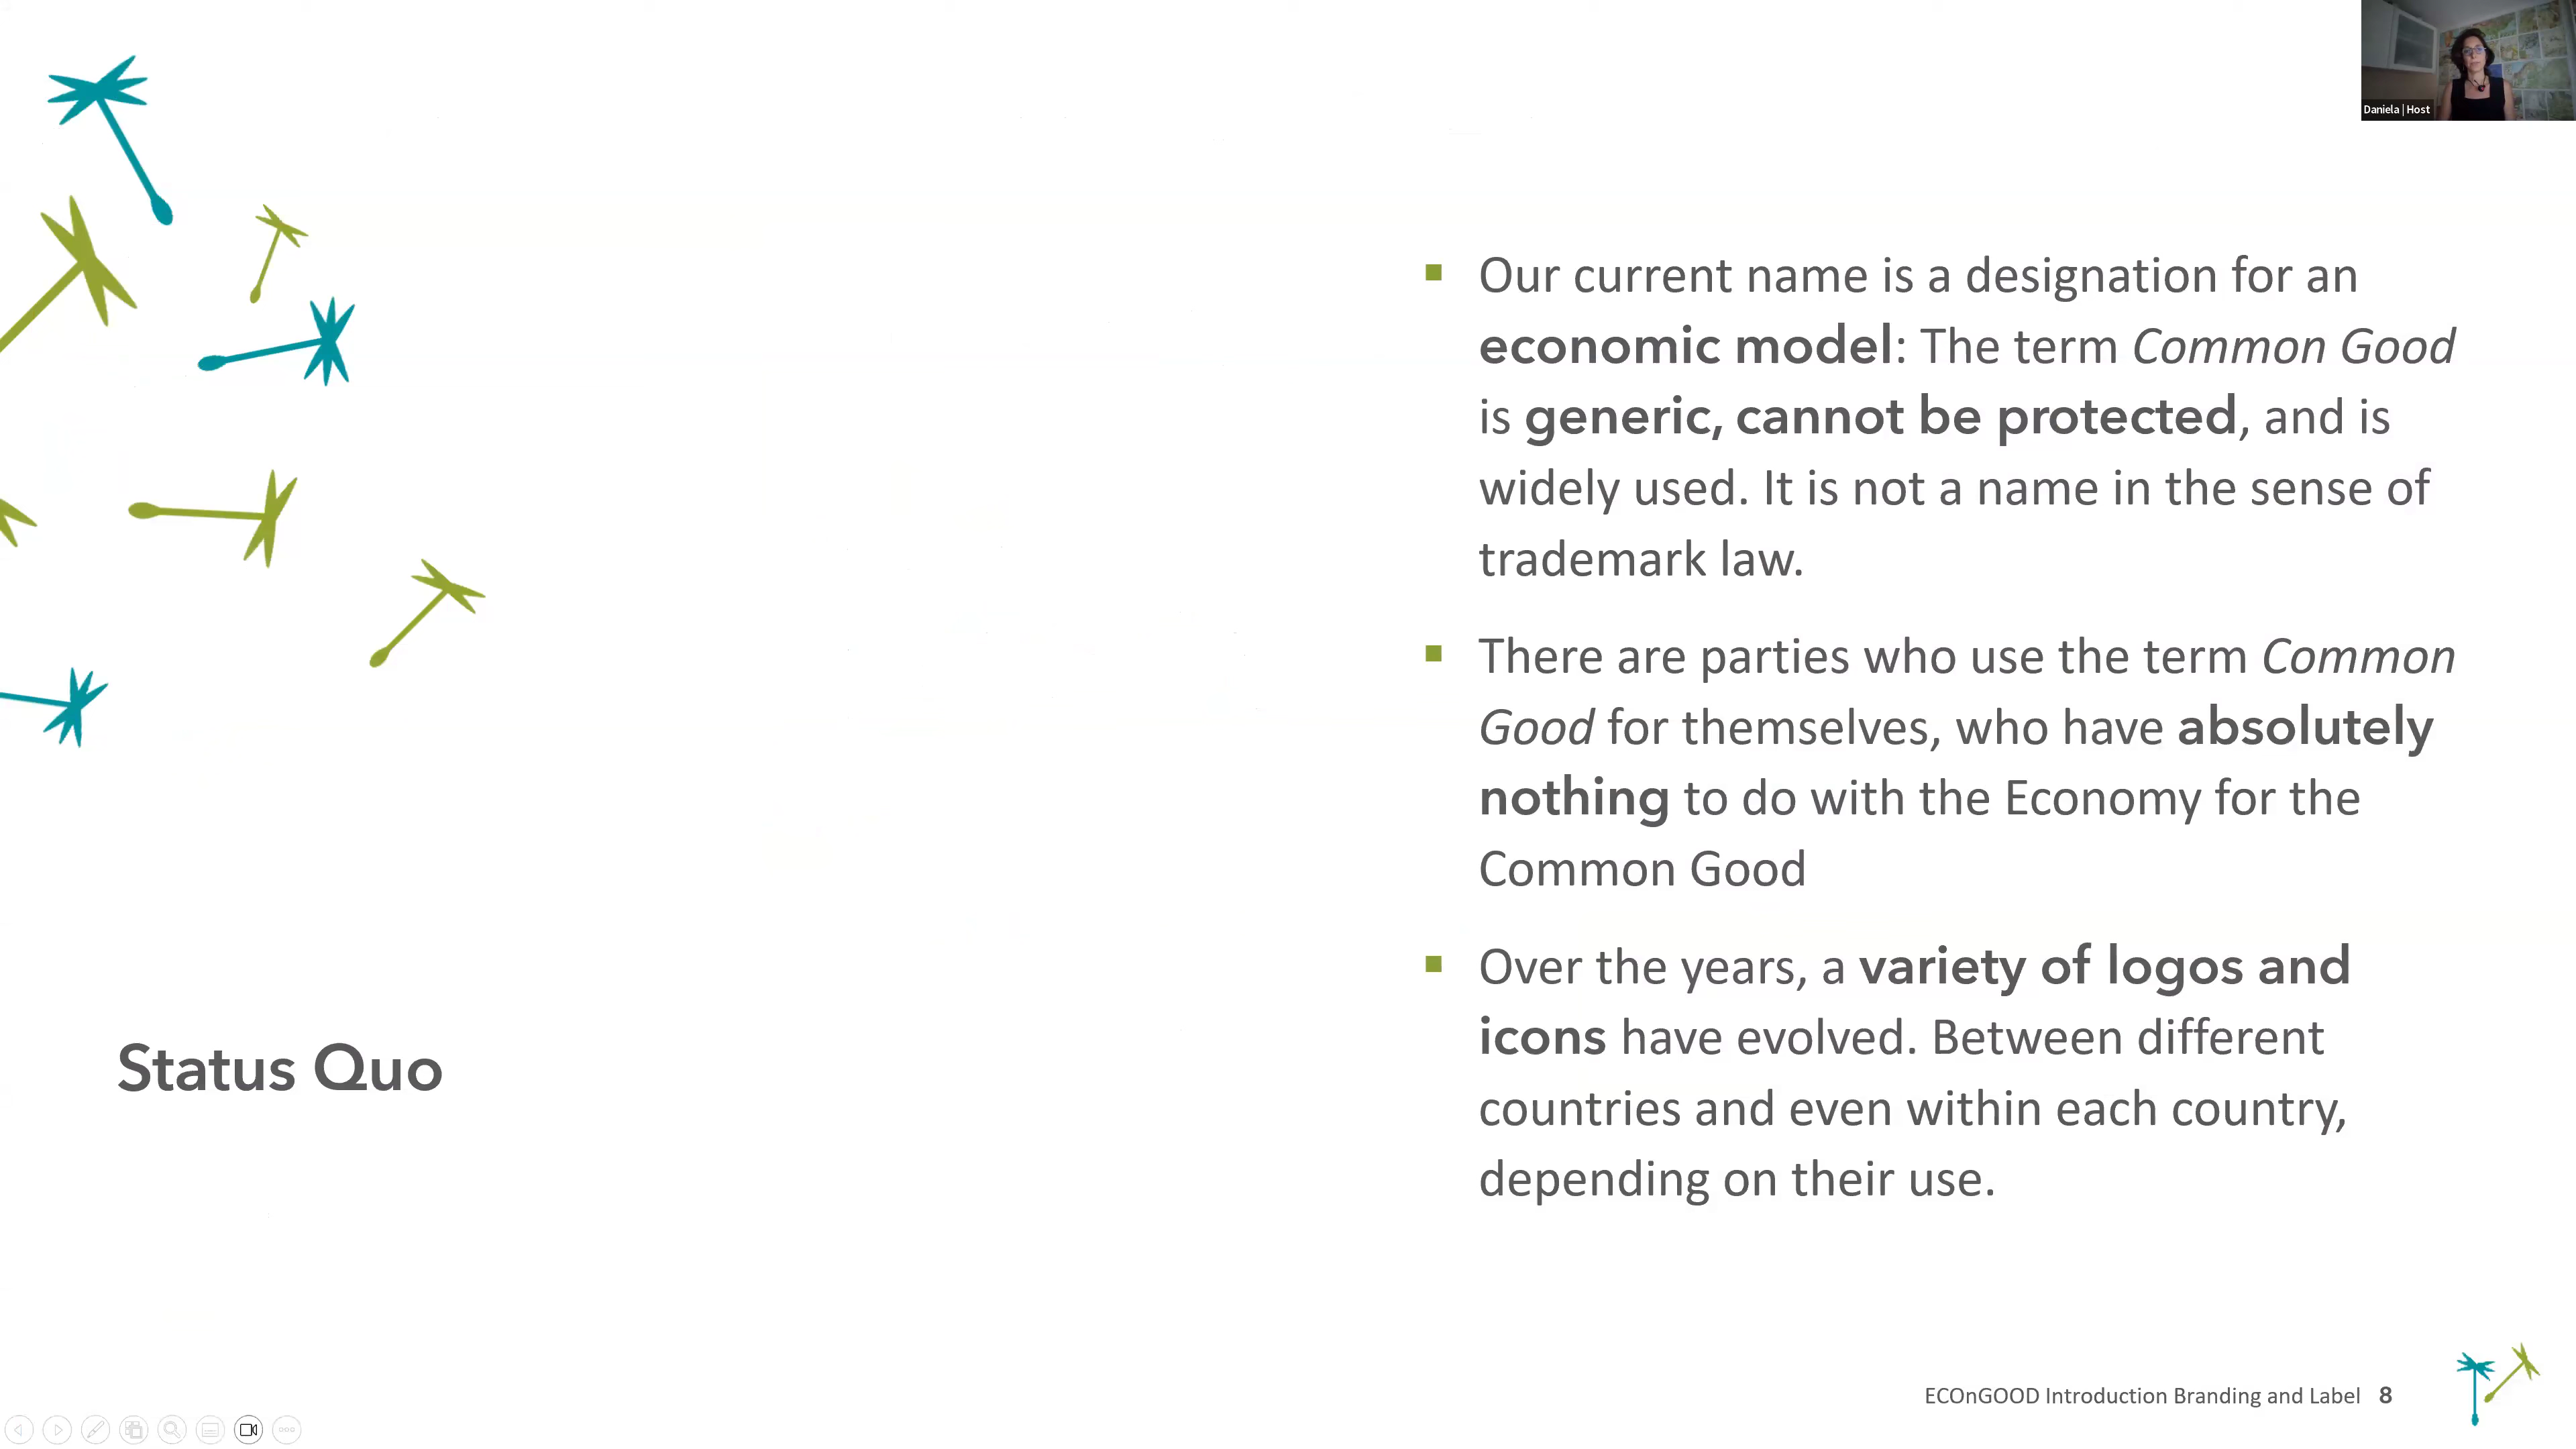 Daniela | Host
Our current name is a designation for an
economic model: The term Common Good
is generic, cannot be protected, and is
widely used. It is not a name in the sense of
trademark law.
There are parties who use the term Common
Good for themselves, who have absolutely
nothing to do with the Economy for the
Common Good
Over the years, a variety of logos and
icons have evolved. Between different
countries and even within each country,
depending on their use.
Status Quo
ECOnGOOD Introduction Branding and Label 8